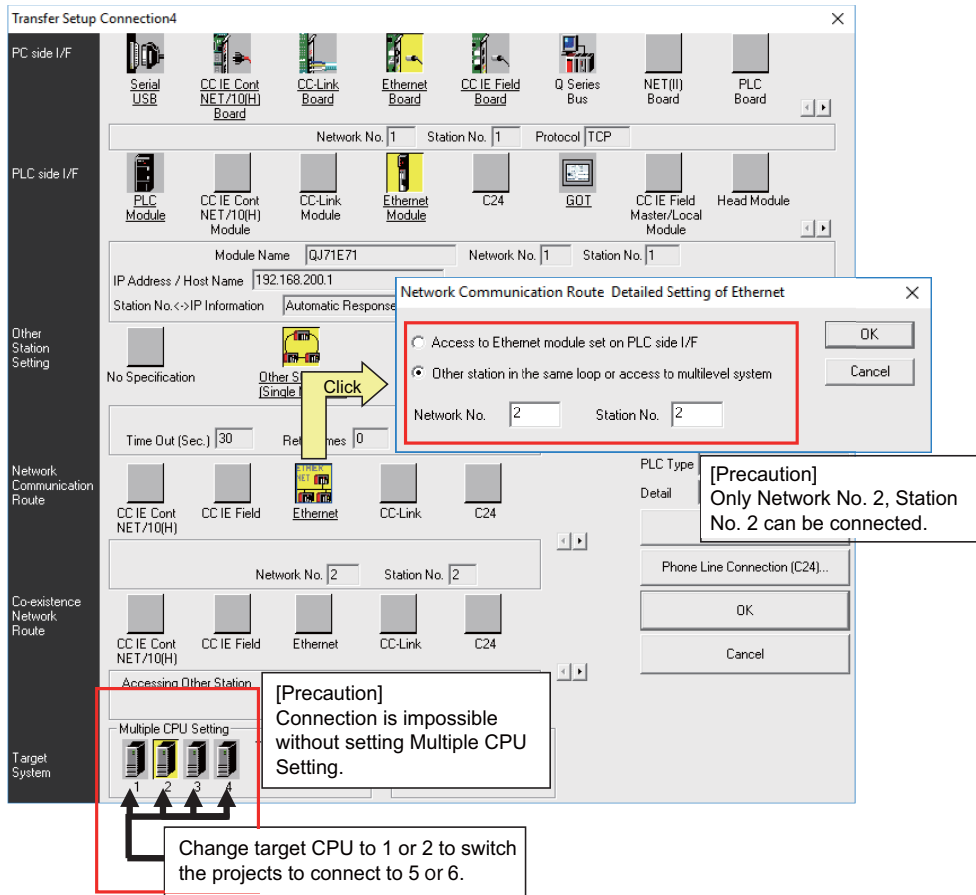 Transfer Setup Connection4
PC side I/F
Serial USB
CC IE Cont NET/10(H) Board
CC-Link Board
Ethernet Board
CC IE Field Board
Q Series Bus
NET(II) Board
PLC Board
Network No. 1 Station No. 1 Protocol TCP
PLC side I/F
PLC Module
CC IE Cont NET/10(H) Module
CC-Link Module
Ethernet Module
C24
GOT
CC IE Field Master/Local Module
Head Module
Module Name QJ71E71 Network No. 1 Station No. 1
IP Address / Host Name 192.168.200.1
Station No.<->IP Information Automatic Response
Network Communication Route Detailed Setting of Ethernet
Access to Ethernet module set on PLC side I/F
Other station in the same loop or access to multilevel system
Network No. 2 Station No. 2
OK
Cancel
Other Station Setting
No Specification
Other S
(Single
Click
Time Out (Sec.) 30 Ret mes 0
Network Communication Route
CC IE Cont NET/10(H)
CC IE Field
Ethernet
CC-Link
C24
Network No. 2 Station No. 2
PLC Type
Detail
[Precaution]
Only Network No. 2, Station
No. 2 can be connected.
Phone Line Connection (C24)...
OK
Cancel
Co-existence Network Route
CC IE Cont NET/10(H)
CC IE Field
Ethernet
CC-Link
C24
Accessing Other Station
[Precaution]
Connection is impossible
without setting Multiple CPU
Setting.
Target System
Multiple CPU Setting
1 2 3 4
Change target CPU to 1 or 2 to switch
the projects to connect to 5 or 6.